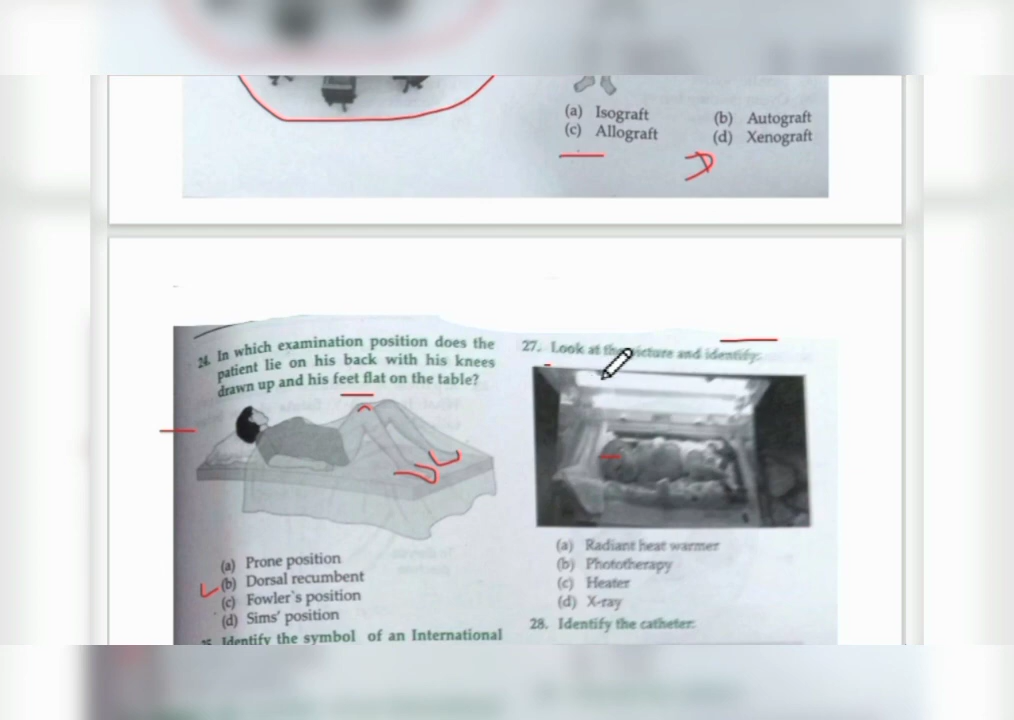 (a) Isograft
(b) Autograft
(c) Allograft
(d) Xenograft
24. In which examination position does the
patient lie on his back with his knees
drawn up and his feet flat on the table?
(a) Prone position
(b) Dorsal recumbent
(c) Fowler`s position
(d) Sims' position
Identify the symbol of an International
27. Look at the picture and identify:
(a) Radiant heat warmer
(b) Phototherapy
(c) Heater
(d) X-ray
28. Identify the catheter: